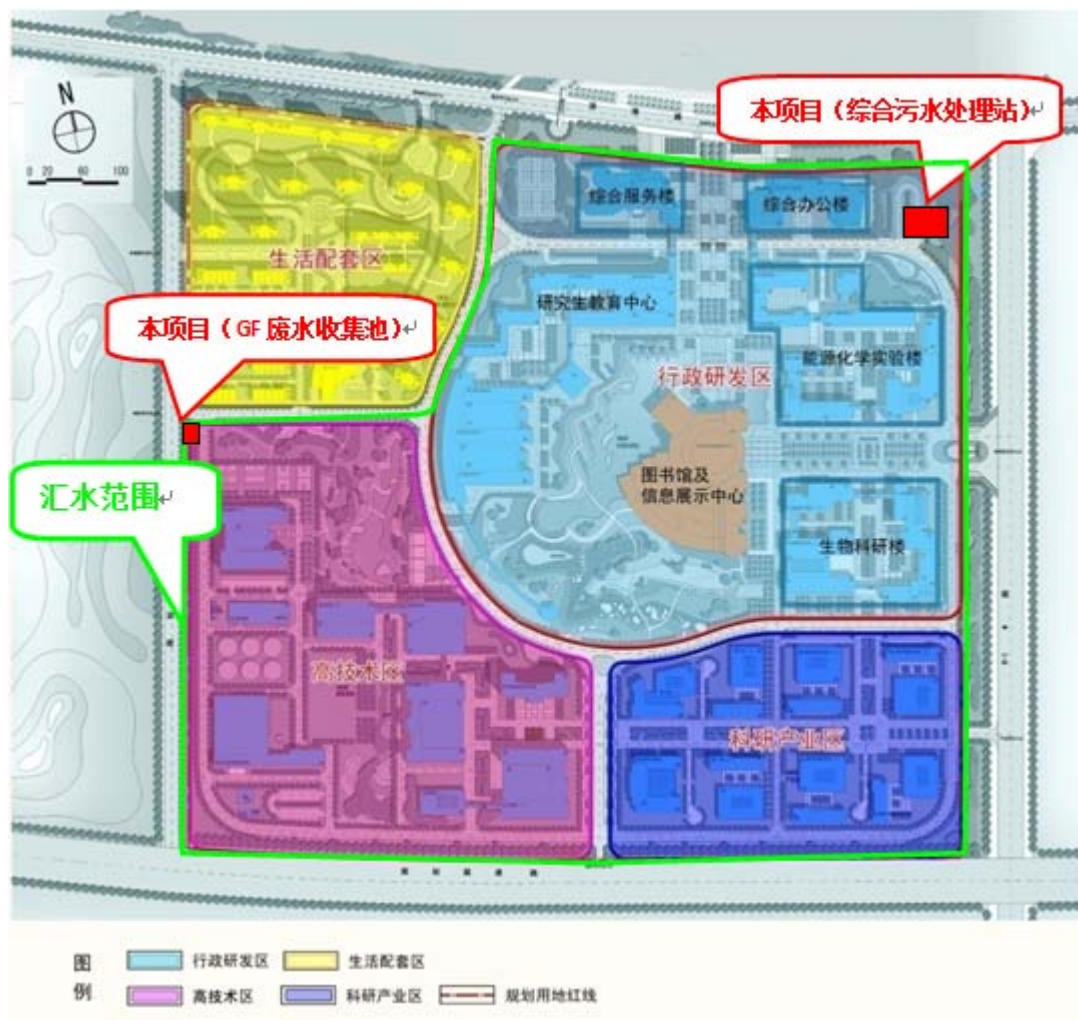 N
0 20 60 100
本项目（综合污水处理站）
综合服务楼
综合办公楼
生活配套区
研究生教育中心
本项目（GF 废水收集池）
能源化学实验楼
行政研发区
图书馆及
信息展示中心
汇水范围
生物科研楼
高技术区
科研产业区
图
例
行政研发区
生活配套区
高技术区
科研产业区
规划用地红线